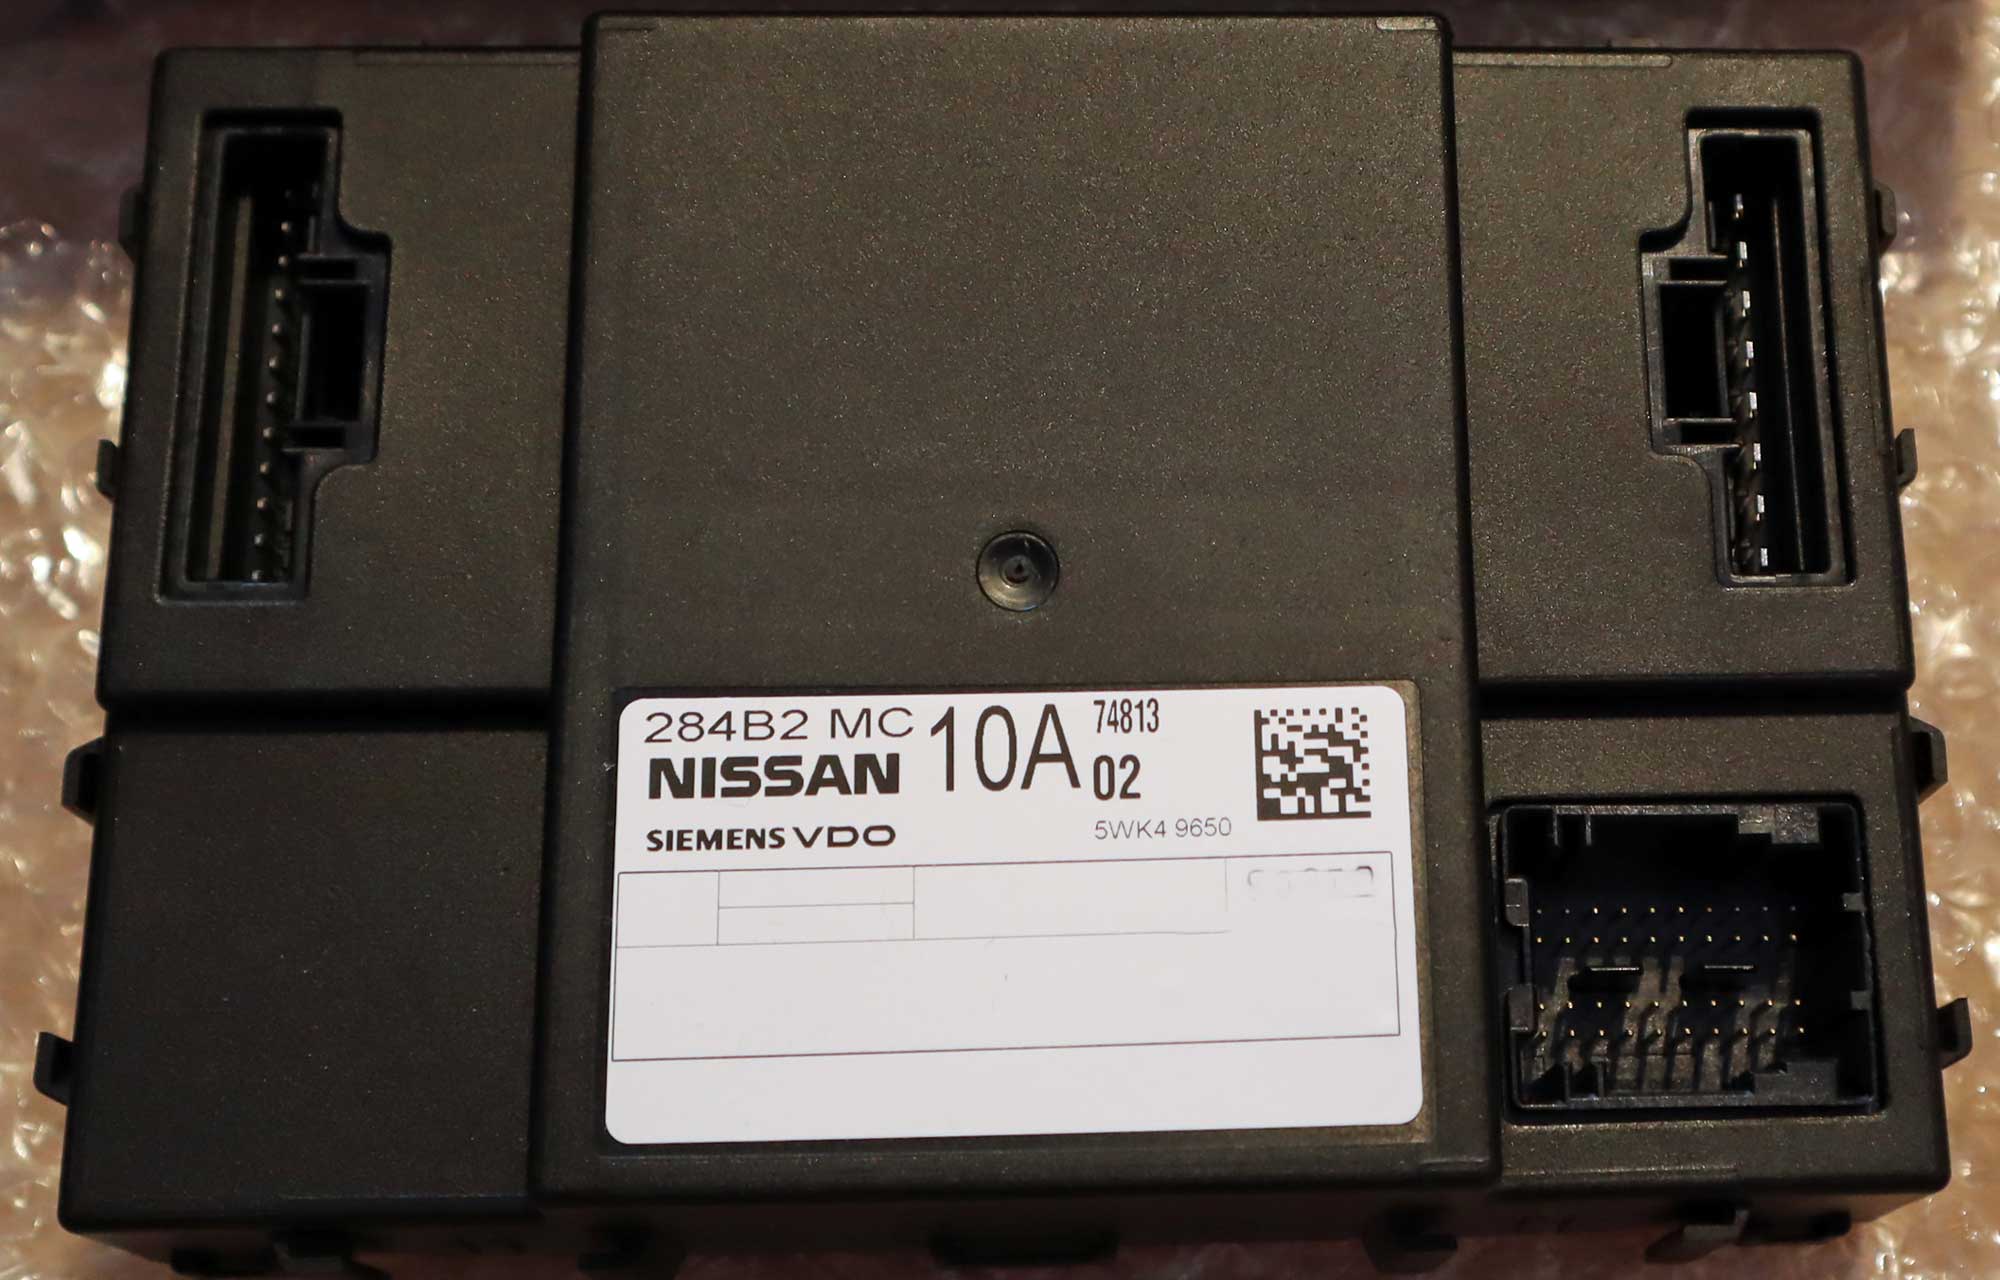 284B2 MC 10A 74813
NISSAN 02
SIEMENS VDO 5WK4 9650